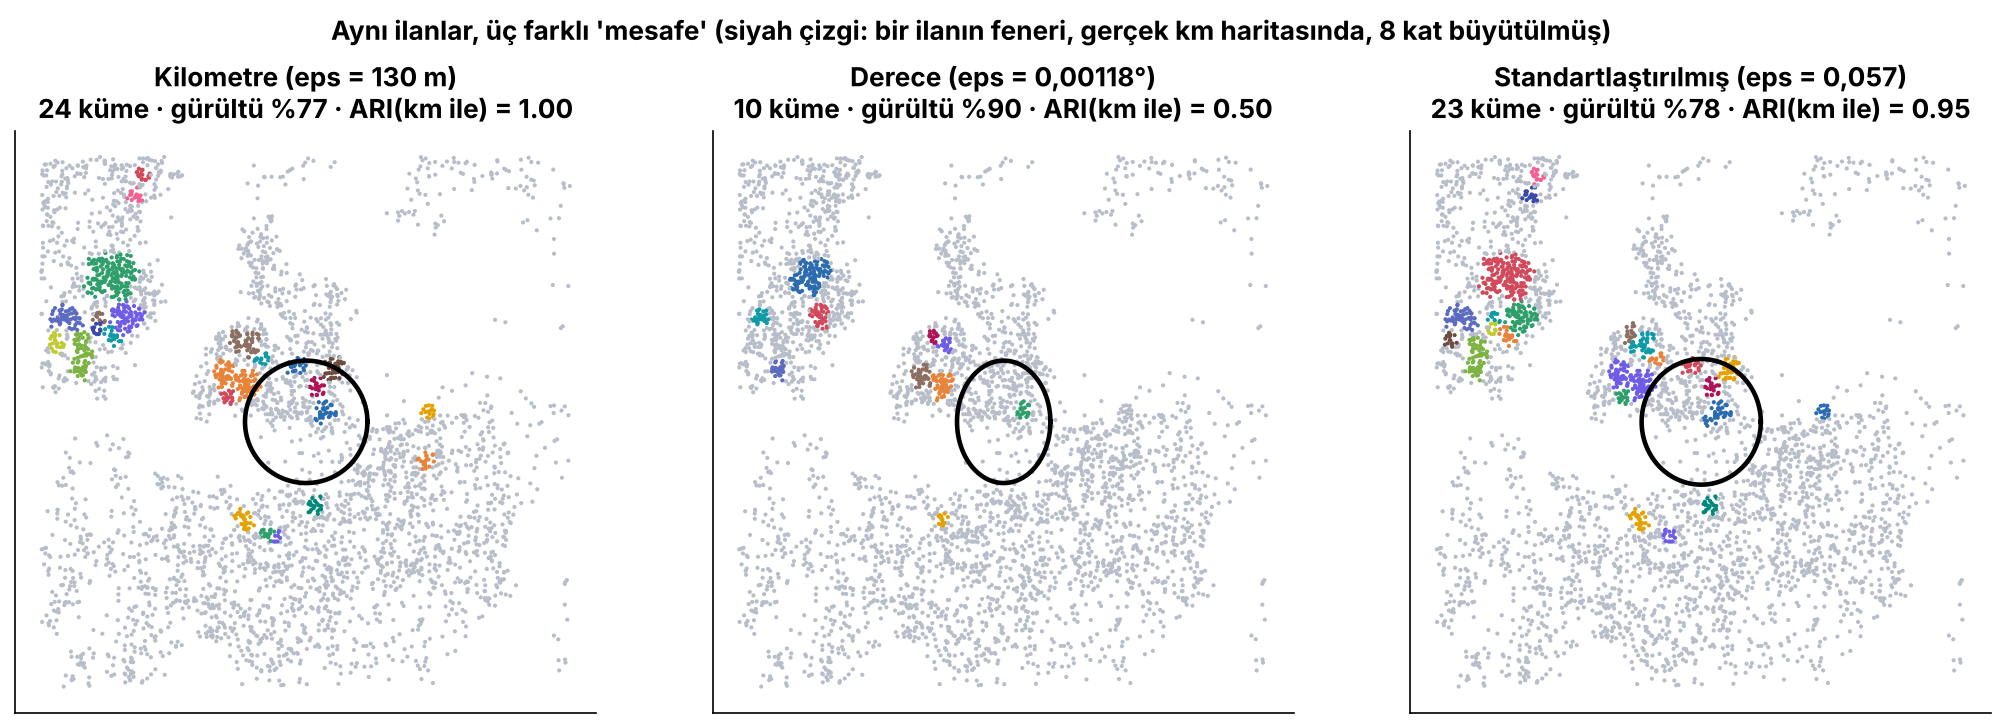 Aynı ilanlar, üç farklı 'mesafe' (siyah çizgi: bir ilanın feneri, gerçek km haritasında, 8 kat büyütülmüş)
Kilometre (eps = 130 m)
24 küme · gürültü %77 · ARI(km ile) = 1.00
Derece (eps = 0,00118°)
10 küme · gürültü %90 · ARI(km ile) = 0.50
Standartlaştırılmış (eps = 0,057)
23 küme · gürültü %78 · ARI(km ile) = 0.95